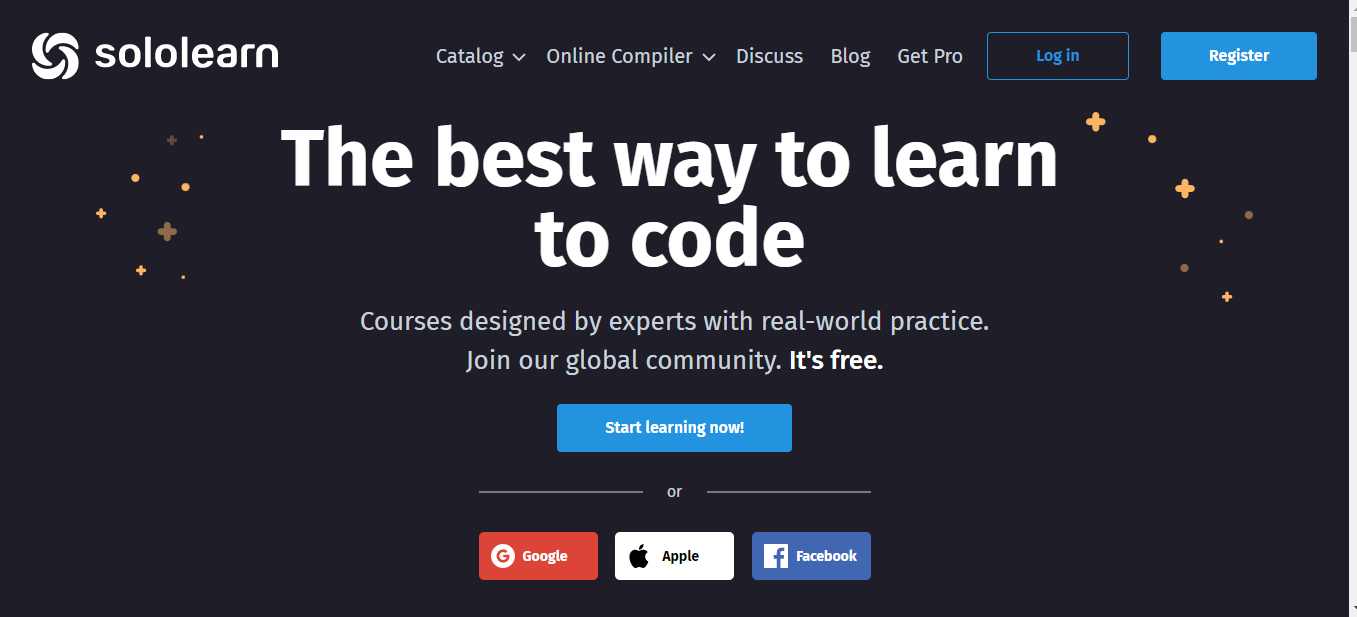 sololearn
Catalog Online Compiler Discuss Blog Get Pro Log in Register
The best way to learn
to code
Courses designed by experts with real-world practice.
Join our global community. It's free.
Start learning now!
or
Google Apple Facebook